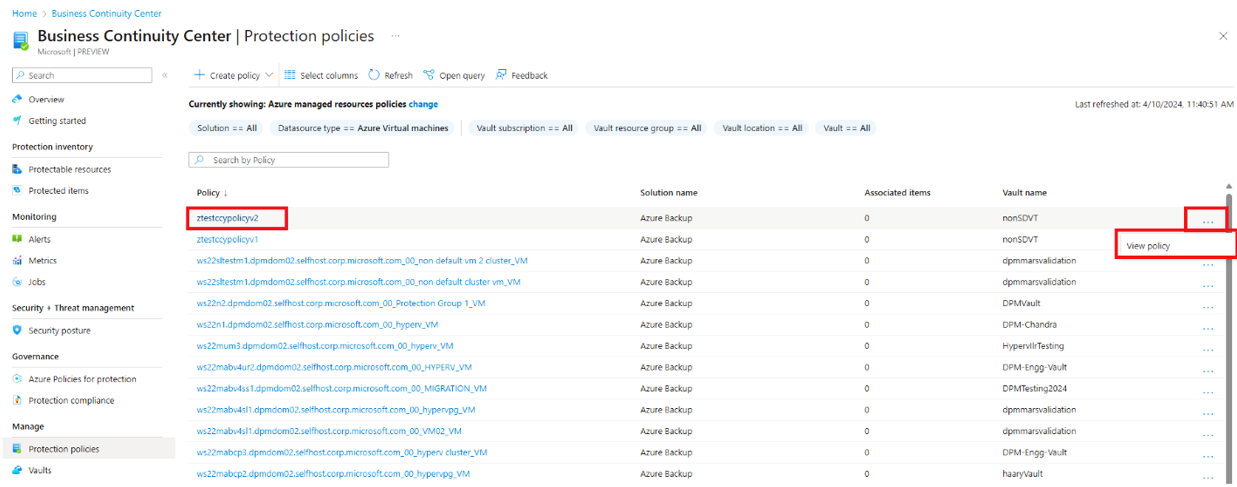 Home > Business Continuity Center
Business Continuity Center | Protection policies ...
Microsoft | PREVIEW
Search «
Create policy Select columns Refresh Open query Feedback
Overview
Getting started
Protection inventory
Protectable resources
Protected items
Monitoring
Alerts
Metrics
Jobs
Security + Threat management
Security posture
Governance
Azure Policies for protection
Protection compliance
Manage
Protection policies
Vaults
Currently showing: Azure managed resources policies change Last refreshed at: 4/10/2024, 11:40:51 AM
Solution == All Datasource type == Azure Virtual machines Vault subscription == All Vault resource group == All Vault location == All Vault == All
Search by Policy
Policy ↓ Solution name Associated items Vault name
ztestccypolicyv2 Azure Backup 0 nonSDVT ...
ztestccypolicyv1 Azure Backup 0 nonSDVT
View policy
ws22sltestm1.dpmdom02.selfhost.corp.microsoft.com_00_non default vm 2 cluster_VM Azure Backup 0 dpmmarsvalidation ...
ws22sltestm1.dpmdom02.selfhost.corp.microsoft.com_00_non default cluster vm_VM Azure Backup 0 dpmmarsvalidation ...
ws22n2.dpmdom02.selfhost.corp.microsoft.com_00_Protection Group 1_VM Azure Backup 0 DPMVault ...
ws22n1.dpmdom02.selfhost.corp.microsoft.com_00_hyperv_VM Azure Backup 0 DPM-Chandra ...
ws22mum3.dpmdom02.selfhost.corp.microsoft.com_00_hyperv_VM Azure Backup 0 HypervIlrTesting ...
ws22mabv4ur2.dpmdom02.selfhost.corp.microsoft.com_00_HYPERV_VM Azure Backup 0 DPM-Engg-Vault ...
ws22mabv4ss1.dpmdom02.selfhost.corp.microsoft.com_00_MIGRATION_VM Azure Backup 0 DPMTesting2024 ...
ws22mabv4sl1.dpmdom02.selfhost.corp.microsoft.com_00_hypervpg_VM Azure Backup 0 dpmmarsvalidation ...
ws22mabv4sl1.dpmdom02.selfhost.corp.microsoft.com_00_VM02_VM Azure Backup 0 dpmmarsvalidation ...
ws22mabcp3.dpmdom02.selfhost.corp.microsoft.com_00_hyperv cluster_VM Azure Backup 0 DPM-Engg-Vault ...
ws22mabcp2.dpmdom02.selfhost.corp.microsoft.com_00_hypervpg_VM Azure Backup 0 haaryVault ...